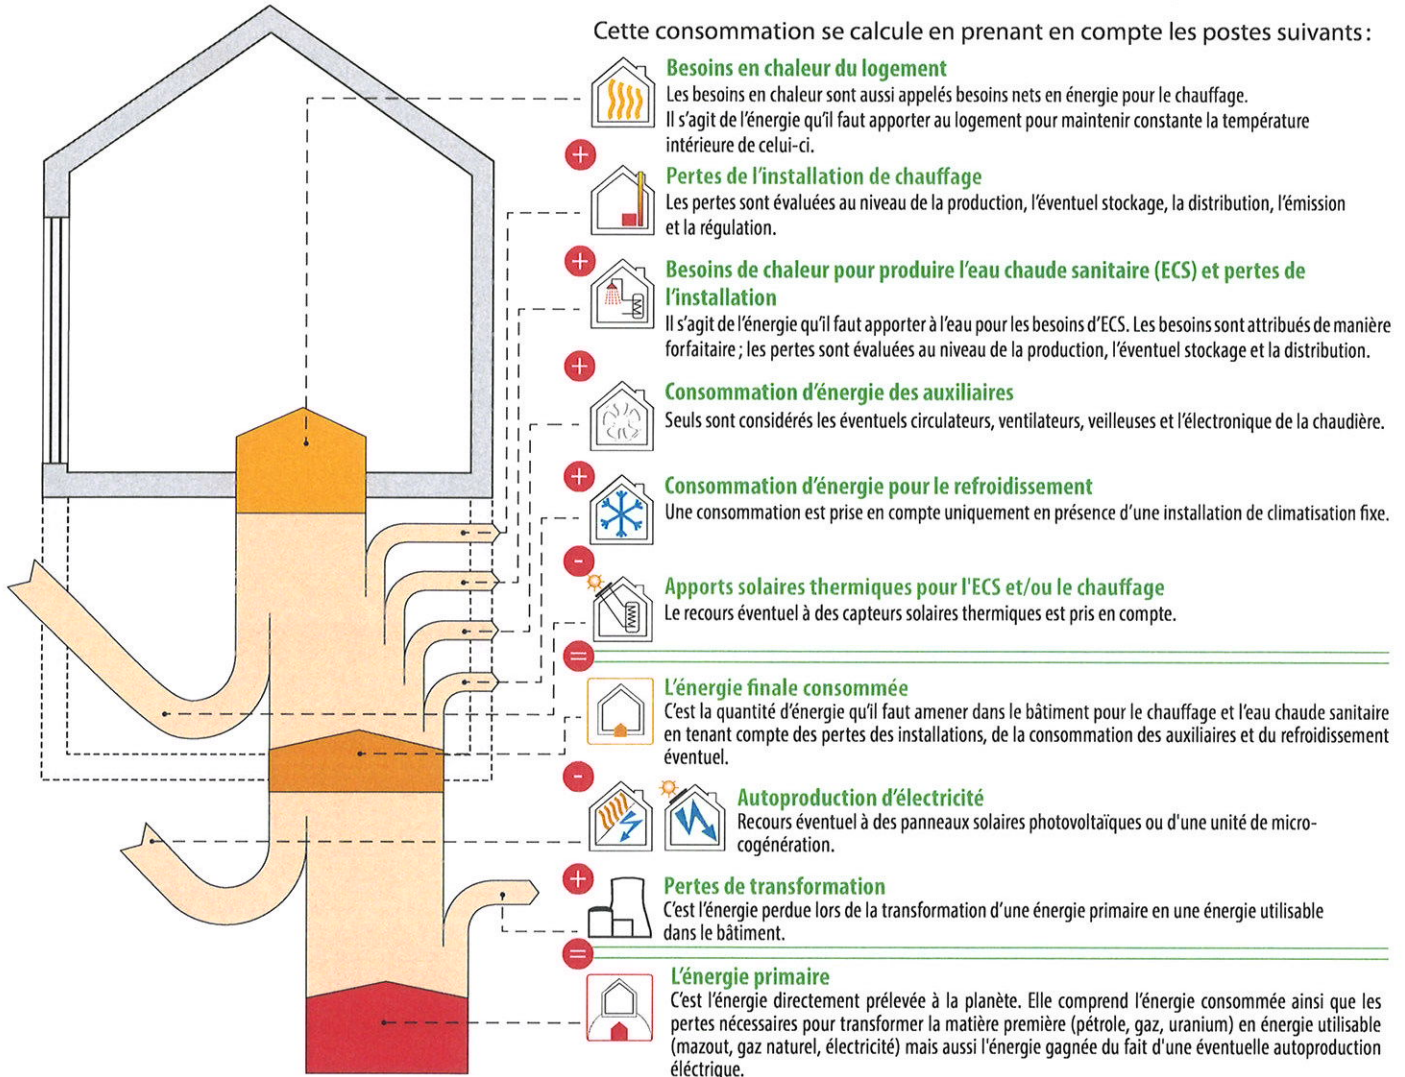 Cette consommation se calcule en prenant en compte les postes suivants :
Besoins en chaleur du logement
Les besoins en chaleur sont aussi appelés besoins nets en énergie pour le chauffage.
Il s'agit de l'énergie qu'il faut apporter au logement pour maintenir constante la température
intérieure de celui-ci.
+
Pertes de l'installation de chauffage
Les pertes sont évaluées au niveau de la production, l'éventuel stockage, la distribution, l'émission
et la régulation.
+
Besoins de chaleur pour produire l'eau chaude sanitaire (ECS) et pertes de
l'installation
Il s'agit de l'énergie qu'il faut apporter à l'eau pour les besoins d'ECS. Les besoins sont attribués de manière
forfaitaire ; les pertes sont évaluées au niveau de la production, l'éventuel stockage et la distribution.
+
Consommation d'énergie des auxiliaires
Seuls sont considérés les éventuels circulateurs, ventilateurs, veilleuses et l'électronique de la chaudière.
+
Consommation d'énergie pour le refroidissement
Une consommation est prise en compte uniquement en présence d'une installation de climatisation fixe.
-
Apports solaires thermiques pour l'ECS et/ou le chauffage
Le recours éventuel à des capteurs solaires thermiques est pris en compte.
=
L'énergie finale consommée
C'est la quantité d'énergie qu'il faut amener dans le bâtiment pour le chauffage et l'eau chaude sanitaire
en tenant compte des pertes des installations, de la consommation des auxiliaires et du refroidissement
éventuel.
-
Autoproduction d'électricité
Recours éventuel à des panneaux solaires photovoltaïques ou d'une unité de micro-
cogénération.
+
Pertes de transformation
C'est l'énergie perdue lors de la transformation d'une énergie primaire en une énergie utilisable
dans le bâtiment.
=
L'énergie primaire
C'est l'énergie directement prélevée à la planète. Elle comprend l'énergie consommée ainsi que les
pertes nécessaires pour transformer la matière première (pétrole, gaz, uranium) en énergie utilisable
(mazout, gaz naturel, électricité) mais aussi l'énergie gagnée du fait d'une éventuelle autoproduction
éléctrique.